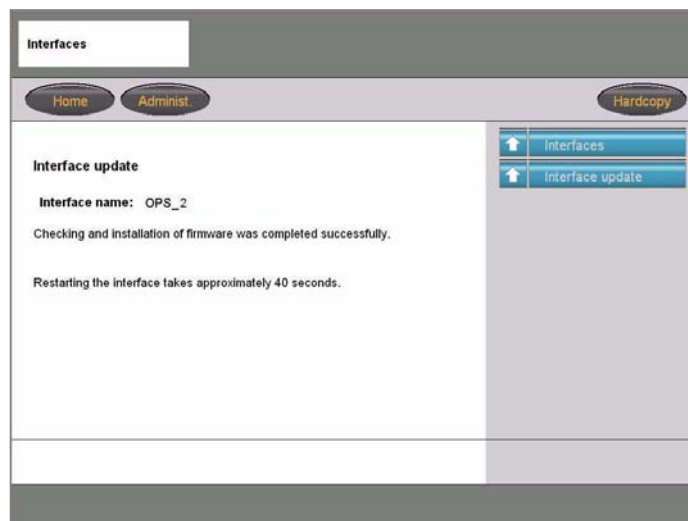 Interfaces
Home
Administ.
Hardcopy
Interfaces
Interface update
Interface update
Interface name: OPS_2
Checking and installation of firmware was completed successfully.
Restarting the interface takes approximately 40 seconds.